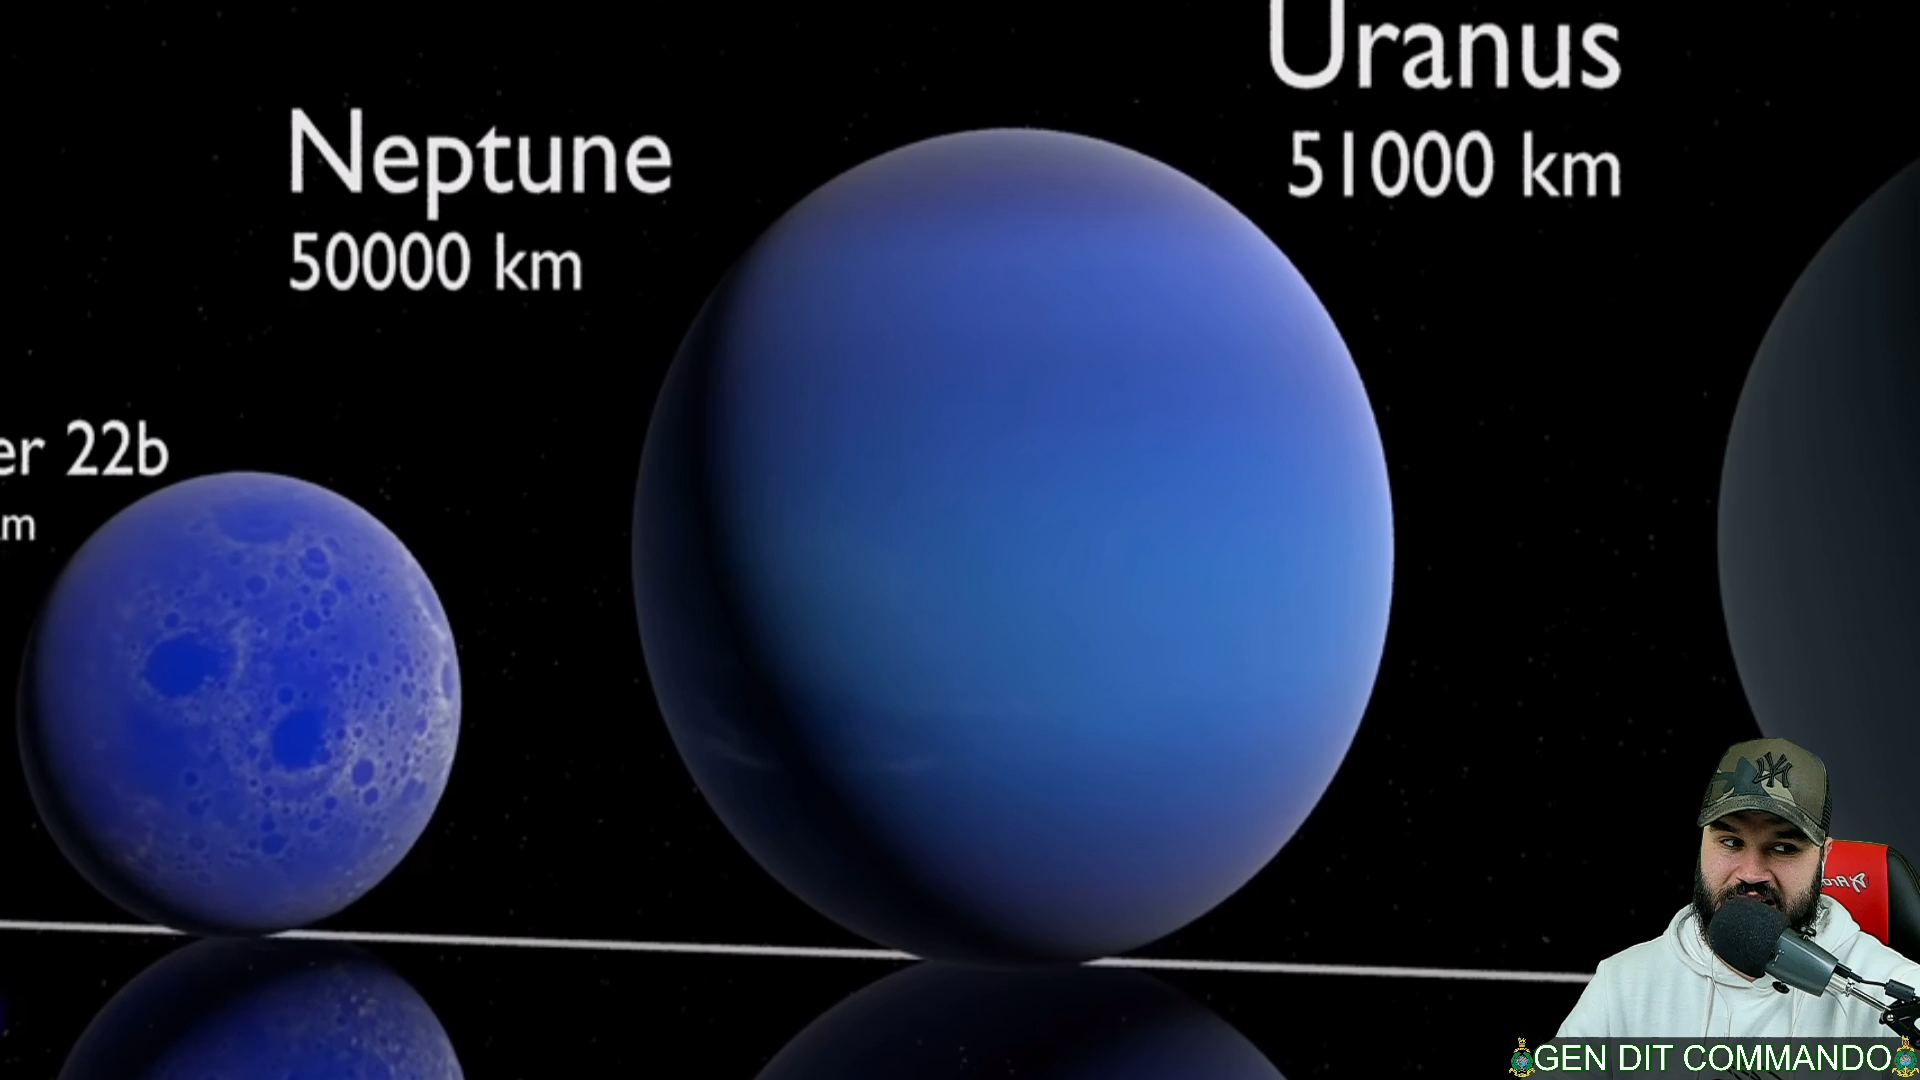 Uranus
51000 km
Neptune
50000 km
er 22b
m
GEN DIT COMMANDO